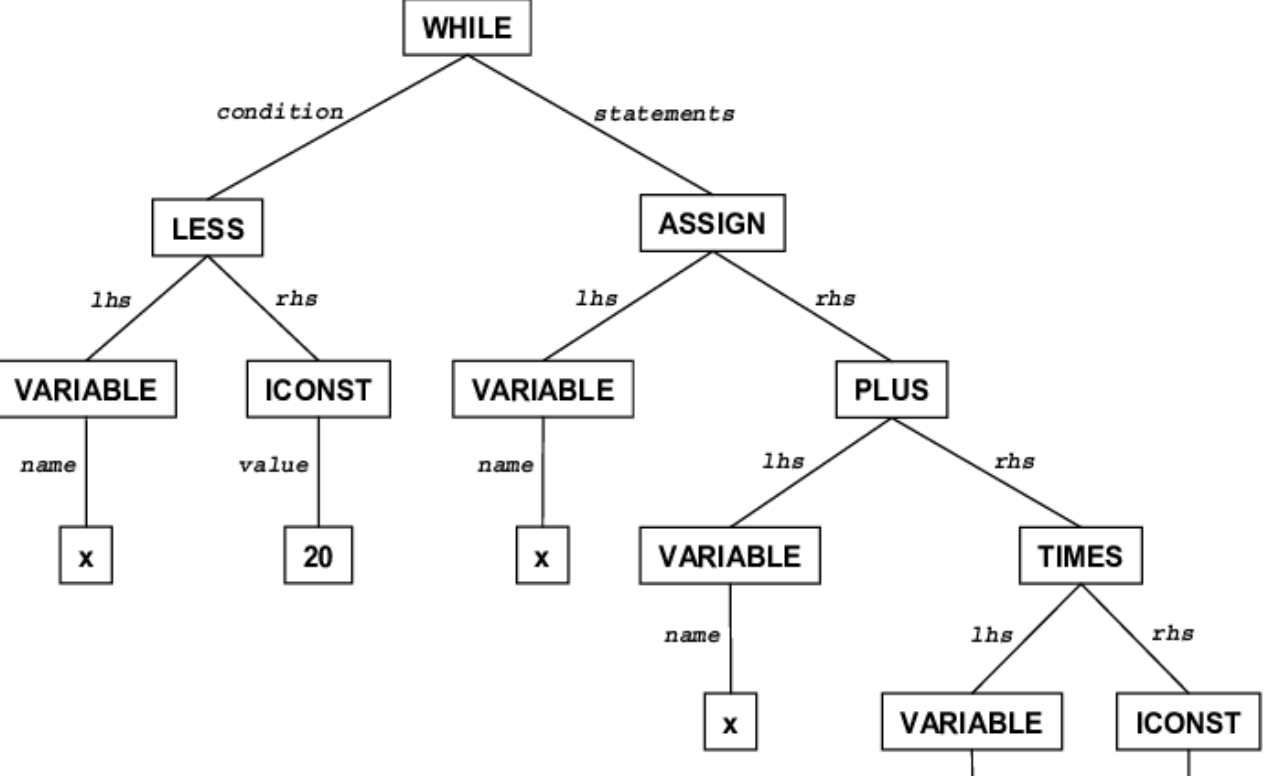 WHILE
condition statements
LESS ASSIGN
lhs rhs lhs rhs
VARIABLE ICONST VARIABLE PLUS
name value name lhs rhs
x 20 x VARIABLE TIMES
name lhs rhs
x VARIABLE ICONST